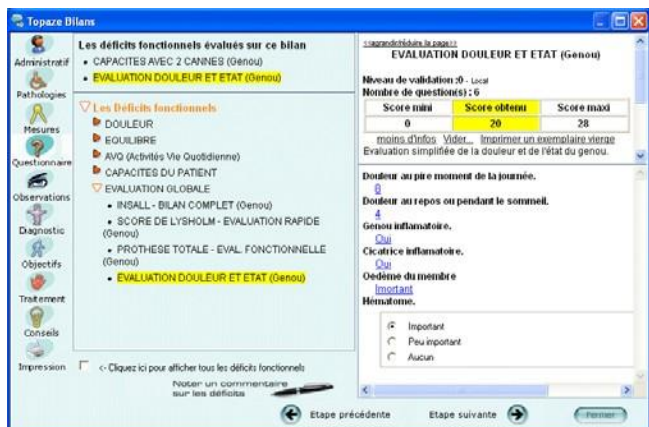 Topaze Bilans
Administratif
Pathologies
Mesures
Questionnaire
Observations
Diagnostic
Objectifs
Traitement
Conseils
Impression
Les déficits fonctionnels évalués sur ce bilan
• CAPACITES AVEC 2 CANNES (Genou)
• EVALUATION DOULEUR ET ETAT (Genou)
Les Déficits fonctionnels
DOULEUR
EQUILIBRE
AVQ (Activités Vie Quotidienne)
CAPACITES DU PATIENT
EVALUATION GLOBALE
• INSALL - BILAN COMPLET (Genou)
• SCORE DE LYSHOLM - EVALUATION RAPIDE
(Genou)
• PROTHESE TOTALE - EVAL. FONCTIONNELLE
(Genou)
• EVALUATION DOULEUR ET ETAT (Genou)
<- Cliquez ici pour afficher tous les déficits fonctionnels
Noter un commentaire
sur les déficits
<<agrandir/réduire la page>>
EVALUATION DOULEUR ET ETAT (Genou)
Niveau de validation :0 - Local
Nombre de question(s) : 6
Score mini Score obtenu Score maxi
0 20 28
moins d'infos Vider... Imprimer un exemplaire vierge
Evaluation simplifiée de la douleur et de l'état du genou.
Douleur au pire moment de la journée.
8
Douleur au repos ou pendant le sommeil.
4
Genou inflamatoire.
Oui
Cicatrice inflamatoire.
Oui
Oedème du membre
Imortant
Hématome.
Important
Peu important
Aucun
Etape précédente Etape suivante Fermer